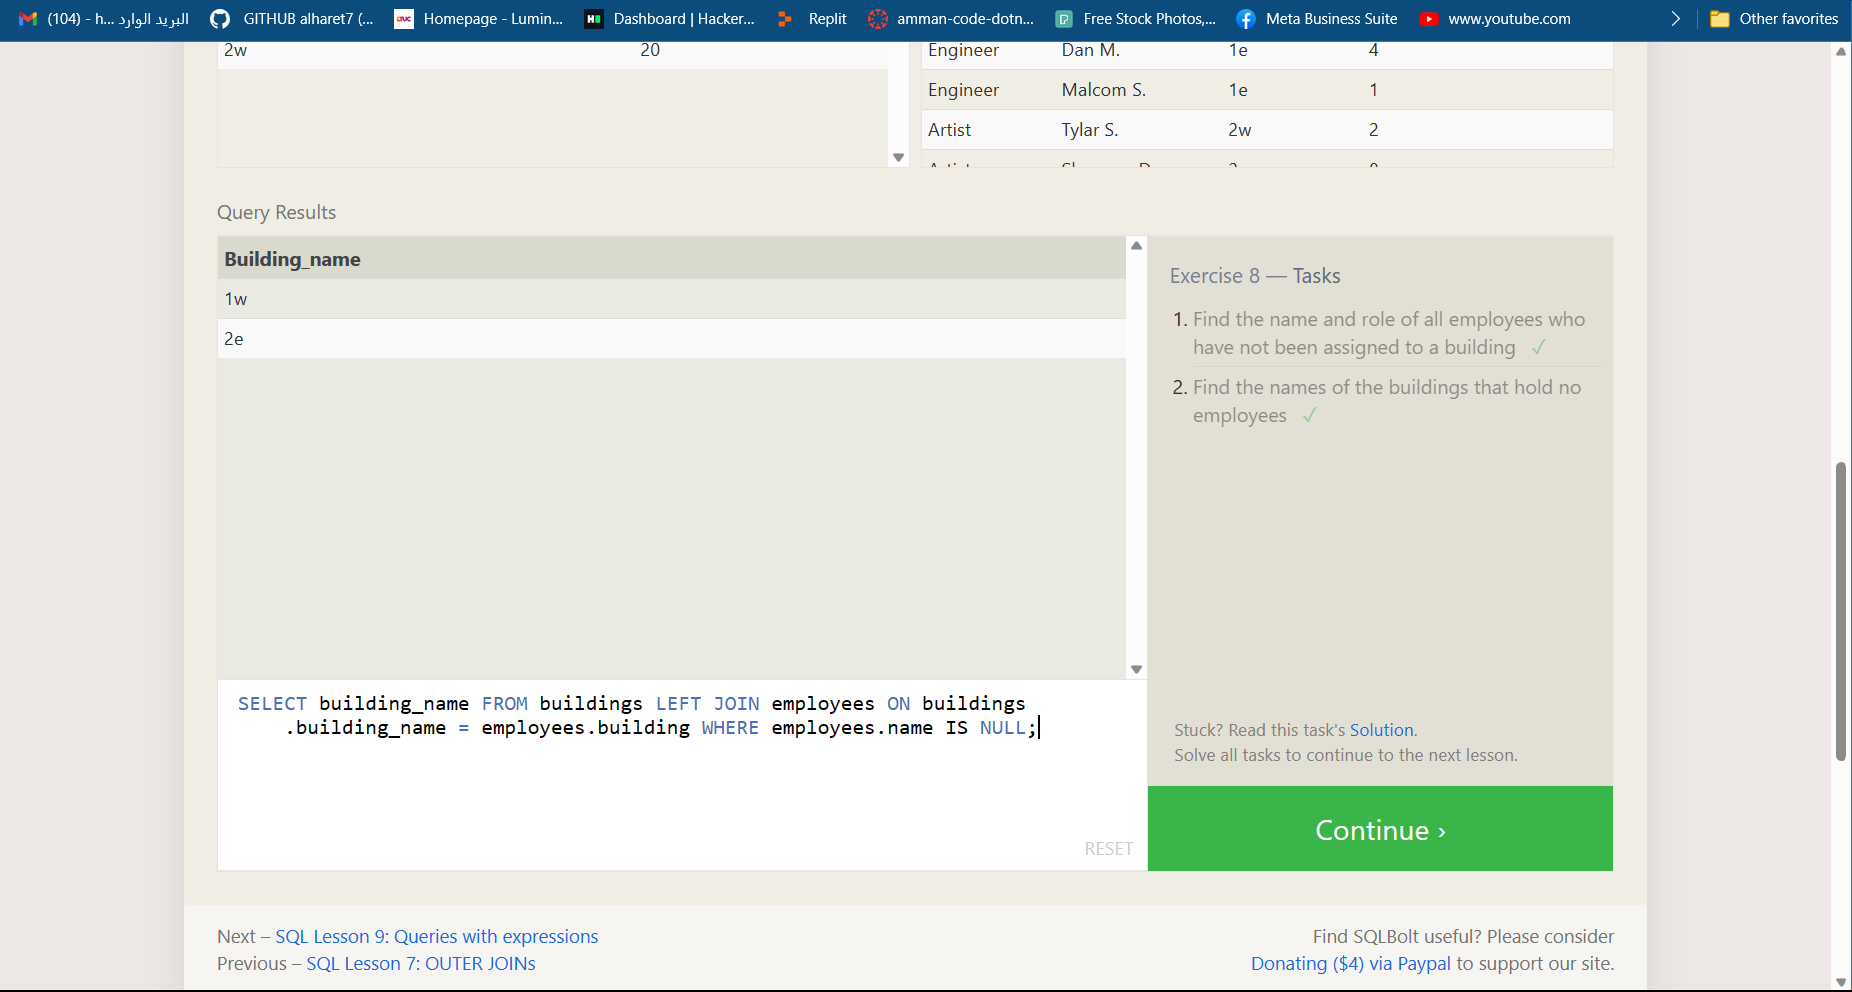 (104) - h... البريد الوارد
GITHUB alharet7 (...
Homepage - Lumin...
Dashboard | Hacker...
Replit
amman-code-dotn...
Free Stock Photos,...
Meta Business Suite
www.youtube.com
Other favorites
2w 20
Engineer Dan M. 1e 4
Engineer Malcom S. 1e 1
Artist Tylar S. 2w 2
Query Results
Building_name
1w
2e
Exercise 8 — Tasks
1. Find the name and role of all employees who
have not been assigned to a building ✓
2. Find the names of the buildings that hold no
employees ✓
SELECT building_name FROM buildings LEFT JOIN employees ON buildings
.building_name = employees.building WHERE employees.name IS NULL;
RESET
Stuck? Read this task's Solution.
Solve all tasks to continue to the next lesson.
Continue ›
Next – SQL Lesson 9: Queries with expressions
Previous – SQL Lesson 7: OUTER JOINs
Find SQLBolt useful? Please consider
Donating ($4) via Paypal to support our site.